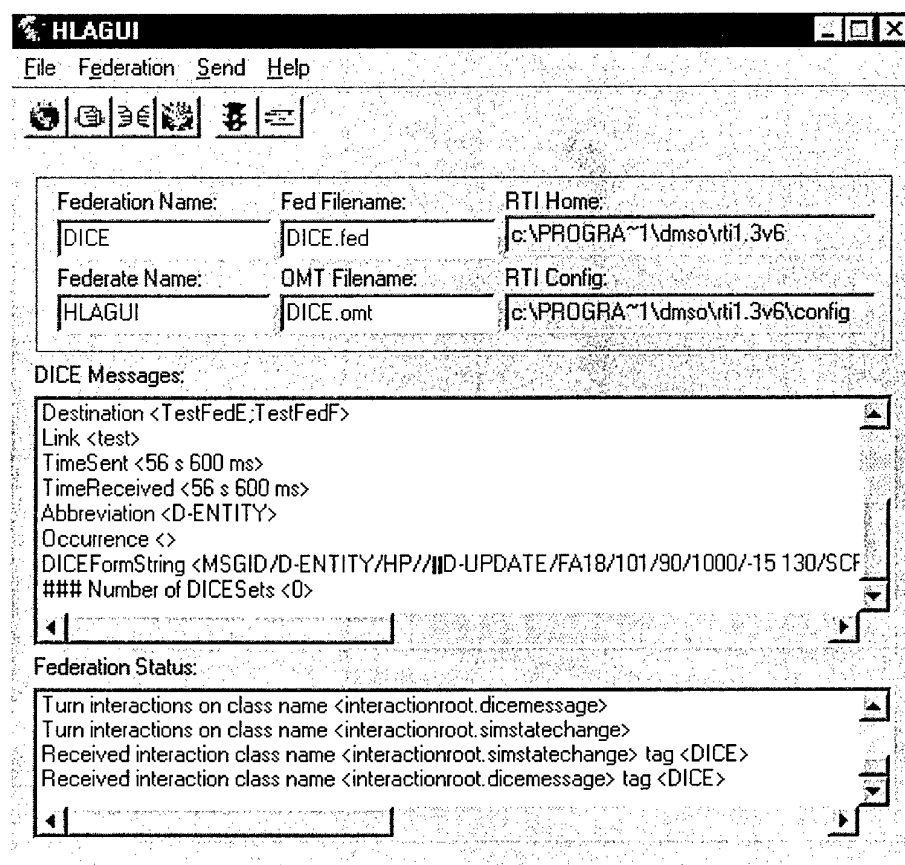 HLAGUI
File Federation Send Help
Federation Name: Fed Filename: RTI Home:
DICE DICE.fed c:\PROGRA~1\dmso\rti1.3v6
Federate Name: OMT Filename: RTI Config:
HLAGUI DICE.omt c:\PROGRA~1\dmso\rti1.3v6\config
DICE Messages:
Destination <TestFedE;TestFedF>
Link <test>
TimeSent <56 s 600 ms>
TimeReceived <56 s 600 ms>
Abbreviation <D-ENTITY>
Occurrence <>
DICEFormString <MSGID/D-ENTITY/HP//||D-UPDATE/FA18/101/90/1000/-15 130/SCF
### Number of DICESets <0>
Federation Status:
Turn interactions on class name <interactionroot.dicemessage>
Turn interactions on class name <interactionroot.simstatechange>
Received interaction class name <interactionroot.simstatechange> tag <DICE>
Received interaction class name <interactionroot.dicemessage> tag <DICE>